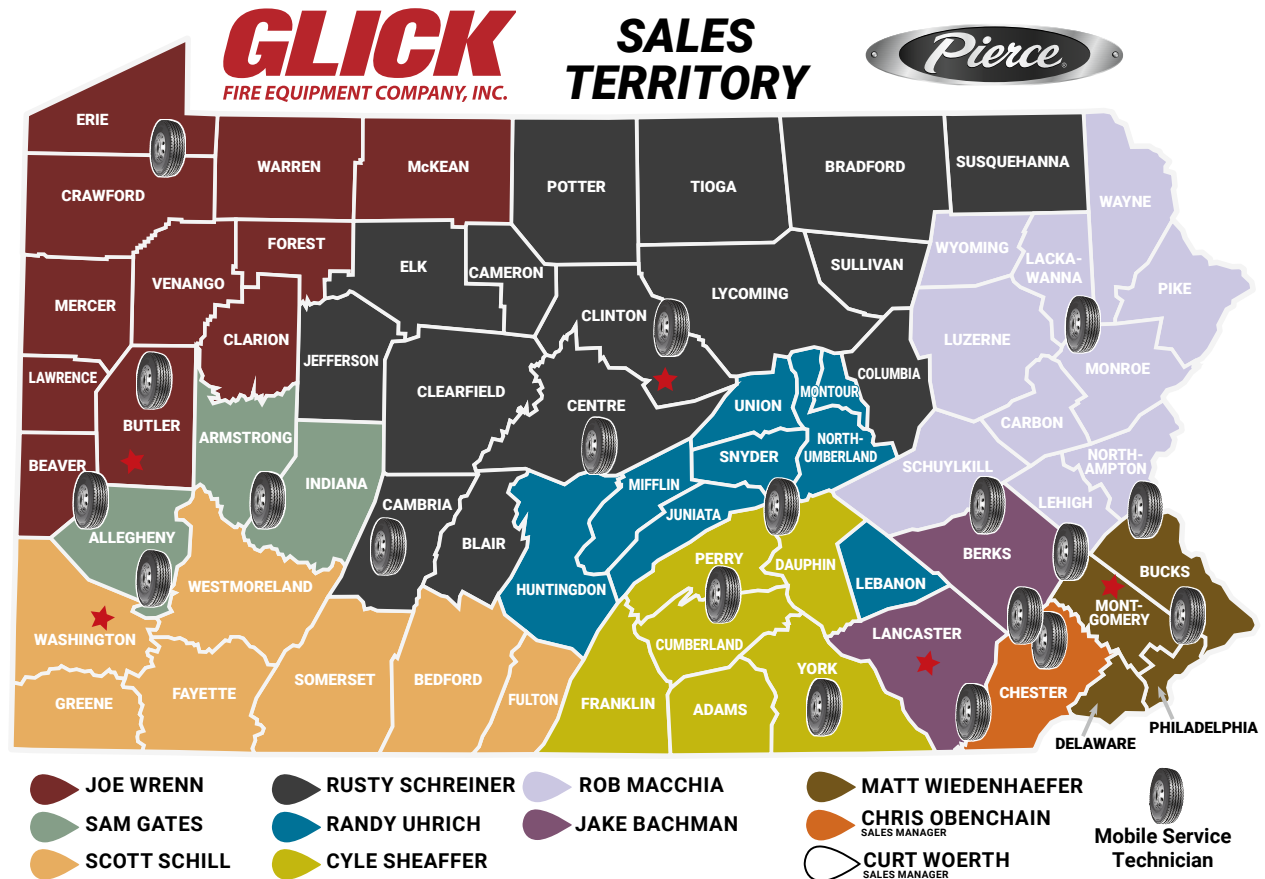 GLICK
FIRE EQUIPMENT COMPANY, INC.
SALES
TERRITORY
Pierce®
ERIE
CRAWFORD
WARREN
McKEAN
POTTER
TIOGA
BRADFORD
SUSQUEHANNA
WAYNE
FOREST
VENANGO
MERCER
ELK
CAMERON
CLINTON
LYCOMING
SULLIVAN
WYOMING
LACKA-
WANNA
PIKE
CLARION
JEFFERSON
LAWRENCE
BUTLER
CLEARFIELD
CENTRE
UNION
MONTOUR
COLUMBIA
LUZERNE
MONROE
CARBON
BEAVER
ARMSTRONG
INDIANA
SNYDER
NORTH-
UMBERLAND
SCHUYLKILL
NORTH-
AMPTON
LEHIGH
ALLEGHENY
CAMBRIA
BLAIR
MIFFLIN
JUNIATA
HUNTINGDON
PERRY
DAUPHIN
LEBANON
BERKS
BUCKS
MONT-
GOMERY
WESTMORELAND
WASHINGTON
GREENE
FAYETTE
SOMERSET
BEDFORD
FULTON
FRANKLIN
CUMBERLAND
ADAMS
YORK
LANCASTER
CHESTER
DELAWARE
PHILADELPHIA
JOE WRENN
SAM GATES
SCOTT SCHILL
RUSTY SCHREINER
RANDY UHRICH
CYLE SHEAFFER
ROB MACCHIA
JAKE BACHMAN
MATT WIEDENHAEFER
CHRIS OBENCHAIN
SALES MANAGER
CURT WOERTH
SALES MANAGER
Mobile Service
Technician